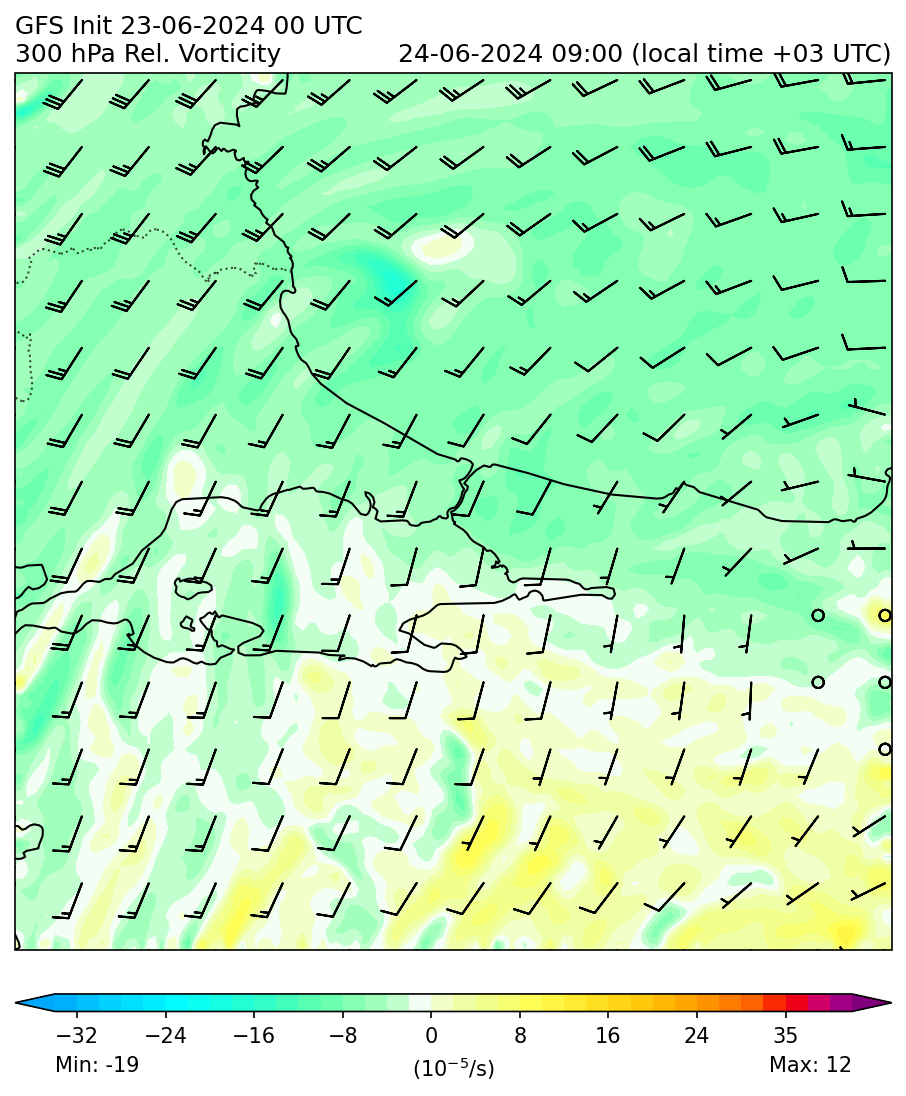 GFS Init 23-06-2024 00 UTC
300 hPa Rel. Vorticity 24-06-2024 09:00 (local time +03 UTC)
−32 −24 −16 −8 0 8 16 24 35
Min: -19 (10⁻⁵/s) Max: 12